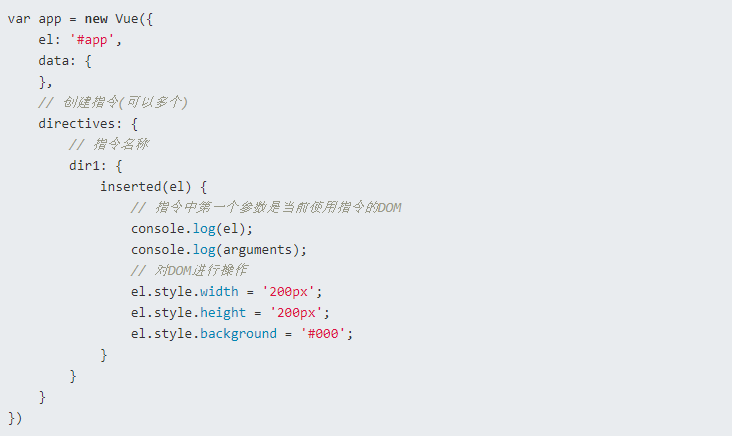 var app = new Vue({
    el: '#app',
    data: {
    },
    // 创建指令(可以多个)
    directives: {
        // 指令名称
        dir1: {
            inserted(el) {
                // 指令中第一个参数是当前使用指令的DOM
                console.log(el);
                console.log(arguments);
                // 对DOM进行操作
                el.style.width = '200px';
                el.style.height = '200px';
                el.style.background = '#000';
            }
        }
    }
})